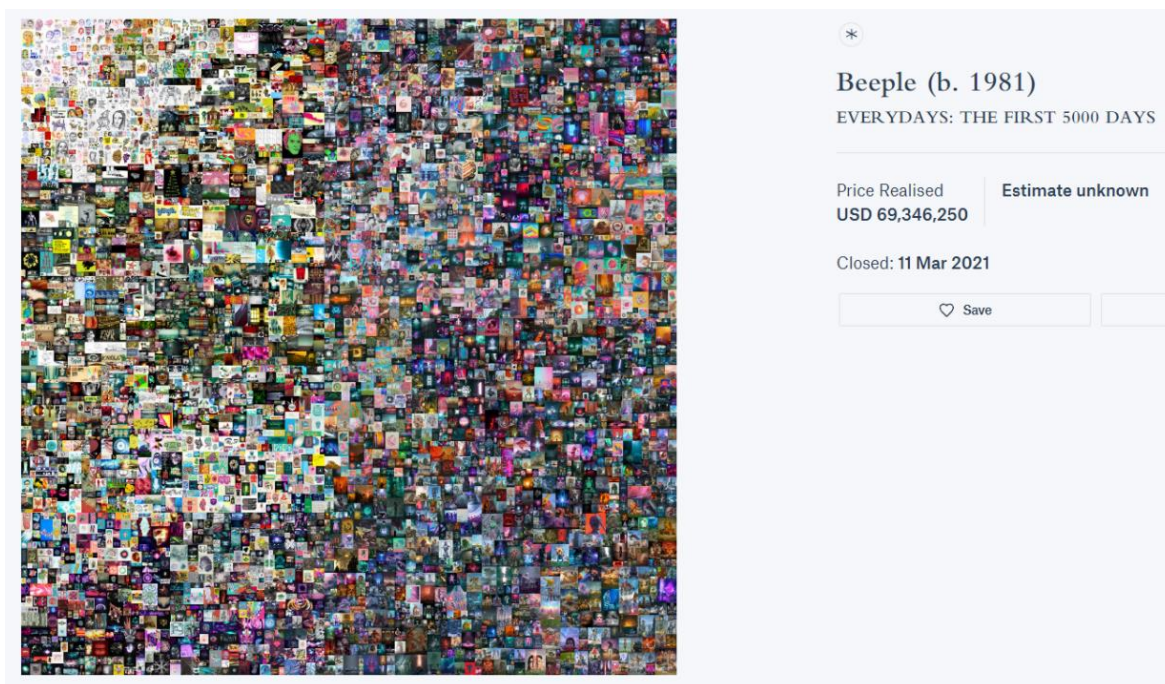 Beeple (b. 1981)
EVERYDAYS: THE FIRST 5000 DAYS
Price Realised
USD 69,346,250
Estimate unknown
Closed: 11 Mar 2021
Save